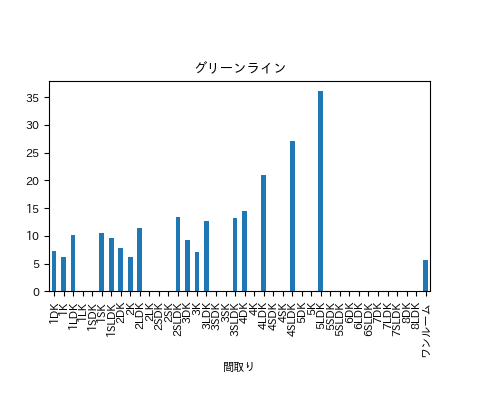 グリーンライン
35
30
25
20
15
10
5
0
1DK
1K
1LDK
1LK
1SDK
1SK
1SLDK
2DK
2K
2LDK
2LK
2SDK
2SK
2SLDK
3DK
3K
3LDK
3SDK
3SK
3SLDK
4DK
4K
4LDK
4SDK
4SK
4SLDK
5DK
5K
5LDK
5SDK
5SLDK
6DK
6LDK
6SLDK
7DK
7LDK
7SLDK
8DK
8LDK
ワンルーム
間取り